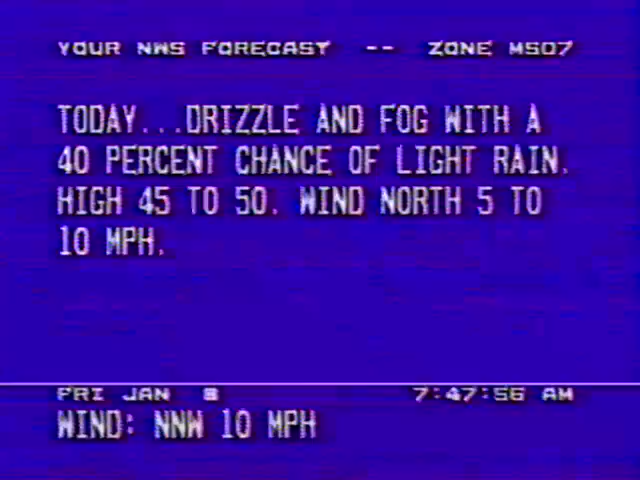 YOUR NWS FORECAST -- ZONE MS07
TODAY...DRIZZLE AND FOG WITH A
40 PERCENT CHANCE OF LIGHT RAIN.
HIGH 45 TO 50. WIND NORTH 5 TO
10 MPH.
FRI JAN 8 7:47:56 AM
WIND: NNW 10 MPH